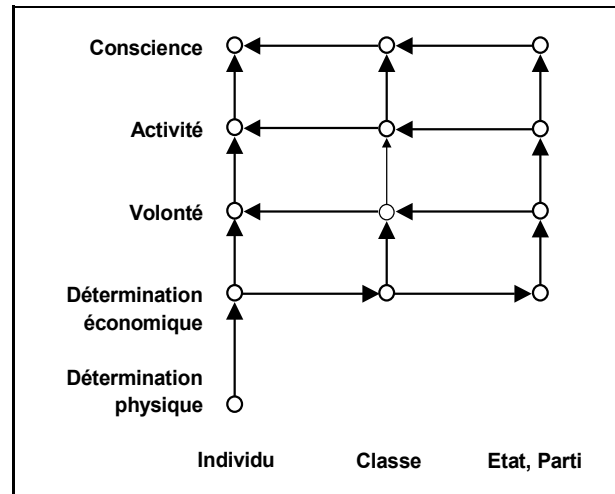 Conscience
Activité
Volonté
Détermination
économique
Détermination
physique
Individu Classe Etat, Parti